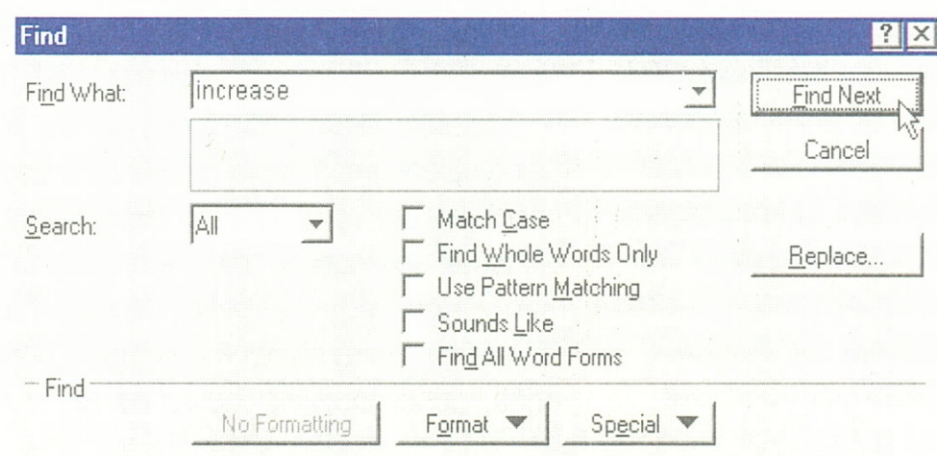 Find
Find What: increase Find Next
Cancel
Search: All Match Case
Find Whole Words Only Replace...
Use Pattern Matching
Sounds Like
Find All Word Forms
Find
No Formatting Format Special